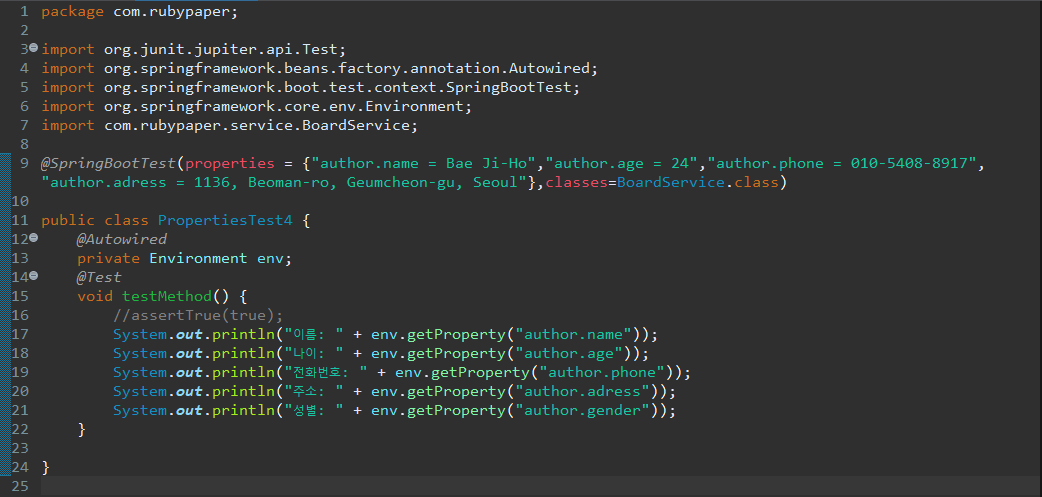 1 package com.rubypaper;
2
3 import org.junit.jupiter.api.Test;
4 import org.springframework.beans.factory.annotation.Autowired;
5 import org.springframework.boot.test.context.SpringBootTest;
6 import org.springframework.core.env.Environment;
7 import com.rubypaper.service.BoardService;
8
9 @SpringBootTest(properties = {"author.name = Bae Ji-Ho","author.age = 24","author.phone = 010-5408-8917",
"author.adress = 1136, Beoman-ro, Geumcheon-gu, Seoul"},classes=BoardService.class)
10
11 public class PropertiesTest4 {
12     @Autowired
13     private Environment env;
14     @Test
15     void testMethod() {
16         //assertTrue(true);
17         System.out.println("이름: " + env.getProperty("author.name"));
18         System.out.println("나이: " + env.getProperty("author.age"));
19         System.out.println("전화번호: " + env.getProperty("author.phone"));
20         System.out.println("주소: " + env.getProperty("author.adress"));
21         System.out.println("성별: " + env.getProperty("author.gender"));
22     }
23
24 }
25